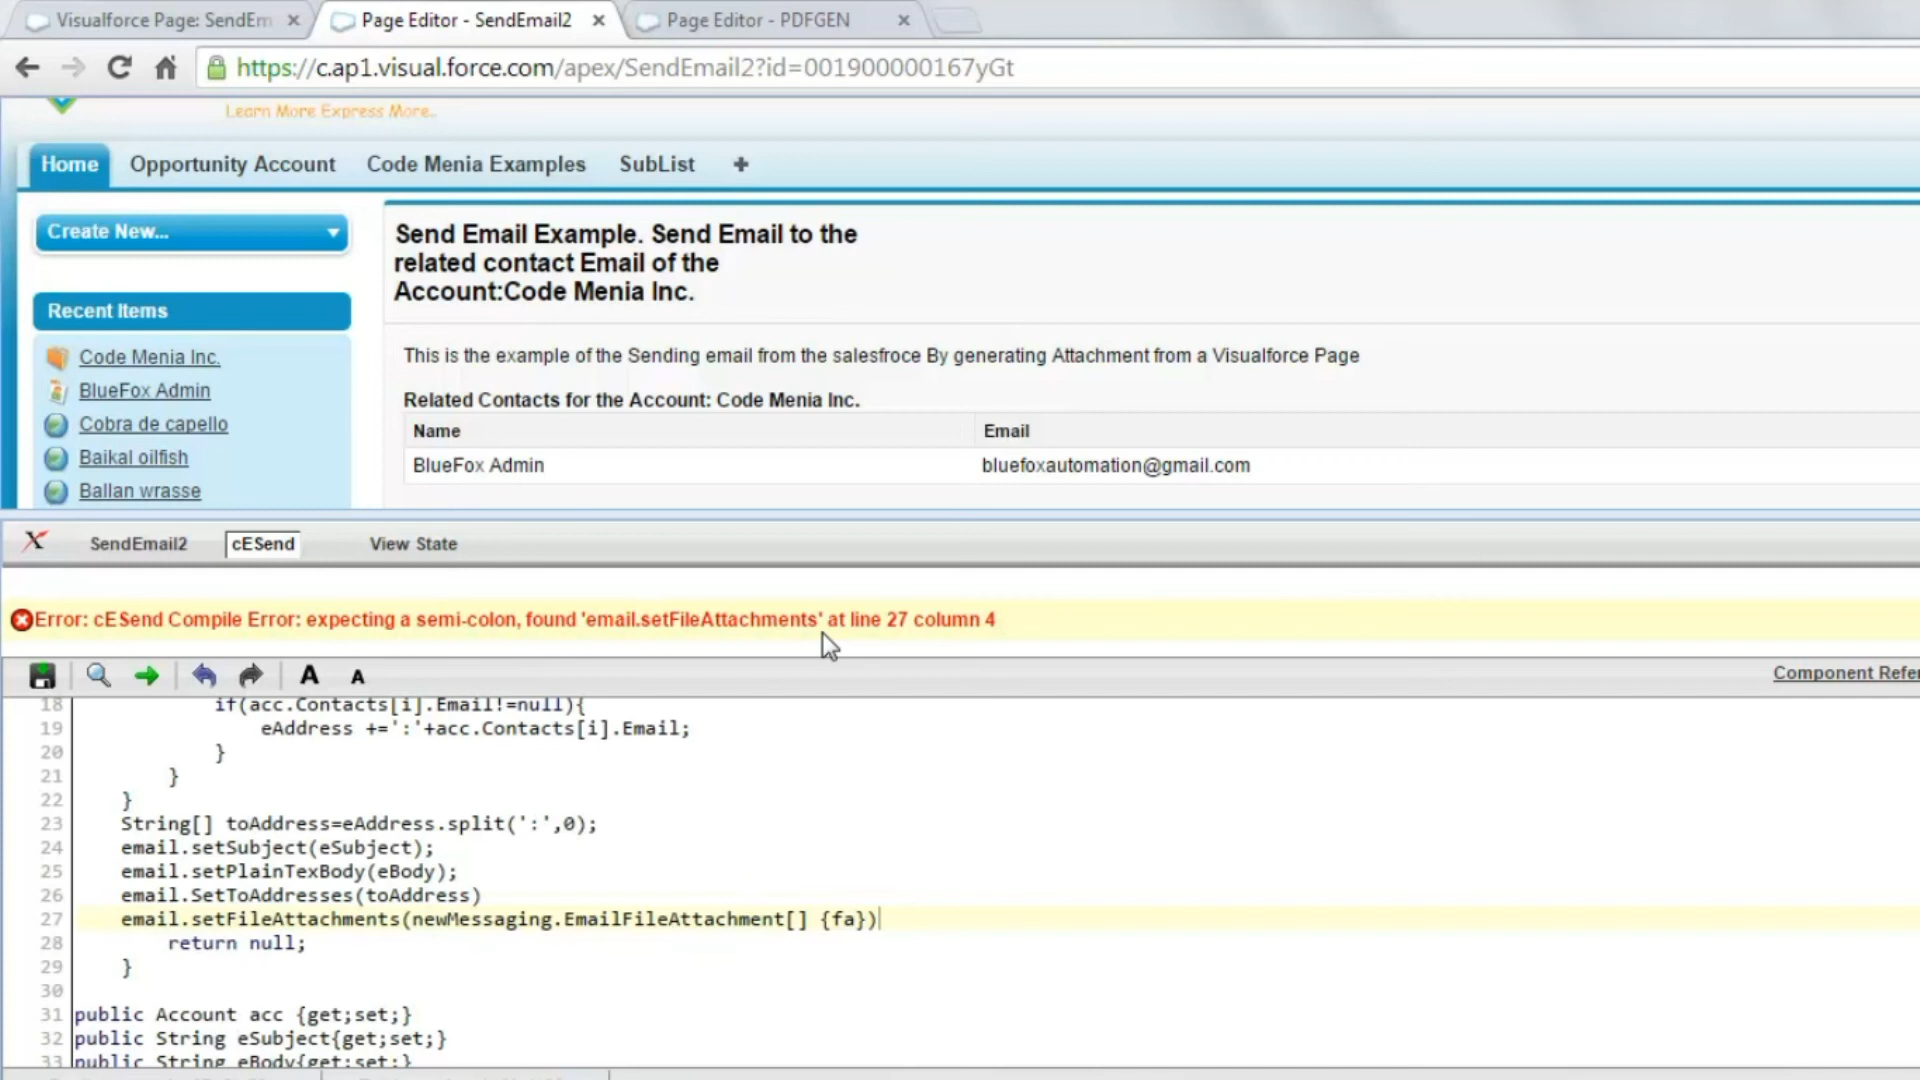 Visualforce Page: SendEm
Page Editor - SendEmail2
Page Editor - PDFGEN
https://c.ap1.visual.force.com/apex/SendEmail2?id=001900000167yGt
Learn More Express More..
Home
Opportunity Account
Code Menia Examples
SubList
Create New...
Send Email Example. Send Email to the
related contact Email of the
Account:Code Menia Inc.
Recent Items
Code Menia Inc.
BlueFox Admin
Cobra de capello
Baikal oilfish
Ballan wrasse
This is the example of the Sending email from the salesfroce By generating Attachment from a Visualforce Page
Related Contacts for the Account: Code Menia Inc.
Name Email
BlueFox Admin bluefoxautomation@gmail.com
SendEmail2
cESend
View State
Error: cESend Compile Error: expecting a semi-colon, found 'email.setFileAttachments' at line 27 column 4
A A
Component Refer
18 if(acc.Contacts[i].Email!=null){
19 eAddress +=':'+acc.Contacts[i].Email;
20 }
21 }
22 }
23 String[] toAddress=eAddress.split(':',0);
24 email.setSubject(eSubject);
25 email.setPlainTexBody(eBody);
26 email.SetToAddresses(toAddress)
27 email.setFileAttachments(newMessaging.EmailFileAttachment[] {fa})
28 return null;
29 }
30
31 public Account acc {get;set;}
32 public String eSubject{get;set;}
33 public String eBody{get;set;}